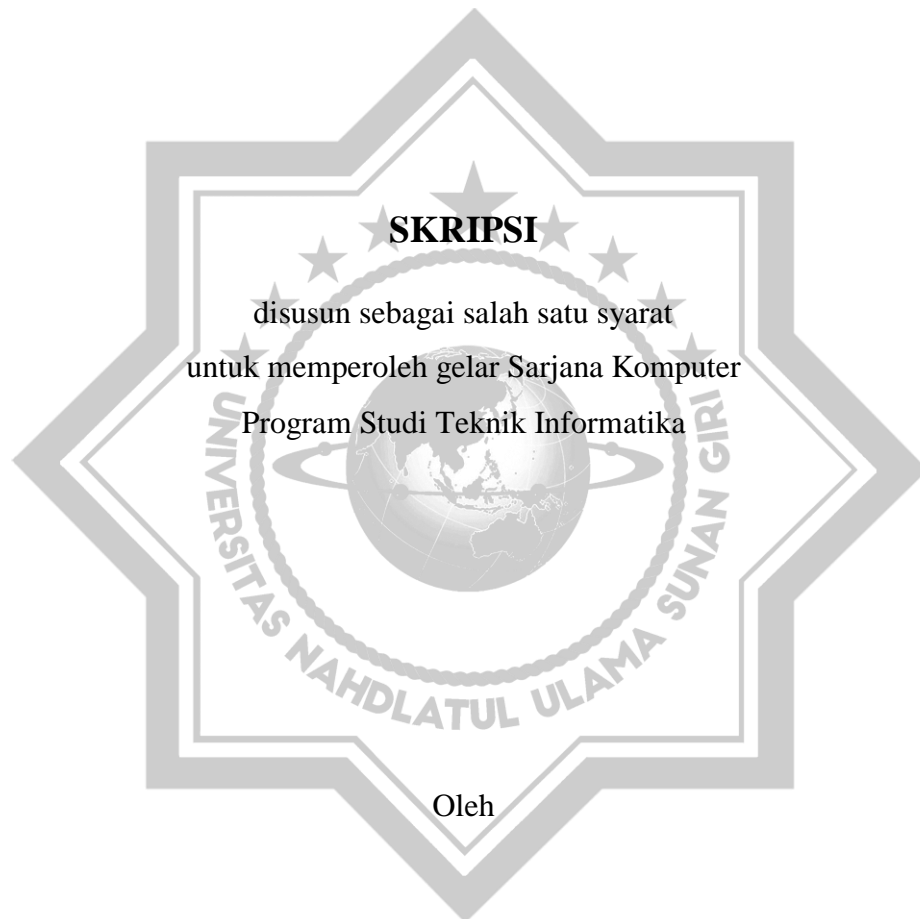 SKRIPSI
disusun sebagai salah satu syarat
untuk memperoleh gelar Sarjana Komputer
Program Studi Teknik Informatika
UNIVERSITAS NAHDLATUL ULAMA SUNAN GIRI
Oleh